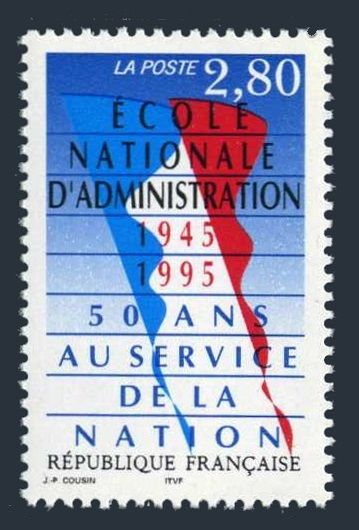 LA POSTE 2,80
ÉCOLE
NATIONALE
D'ADMINISTRATION
1945
1995
50 ANS
AU SERVICE
DE LA
NATION
RÉPUBLIQUE FRANÇAISE
J.-P. COUSIN ITVF